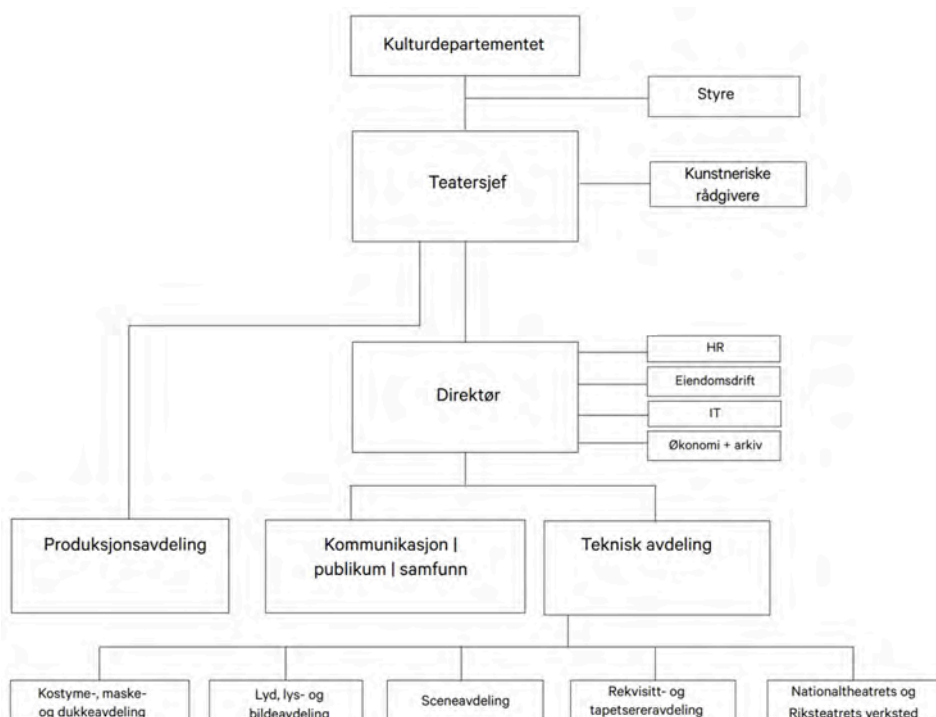 Kulturdepartementet
Styre
Teatersjef
Kunstneriske
rådgivere
HR
Direktør
Eiendomsdrift
IT
Økonomi + arkiv
Produksjonsavdeling
Kommunikasjon |
publikum | samfunn
Teknisk avdeling
Kostyme-, maske-
og dukkeavdeling
Lyd, lys- og
bildeavdeling
Sceneavdeling
Rekvisitt- og
tapetsereravdeling
Nationaltheatrets og
Riksteatrets verksted